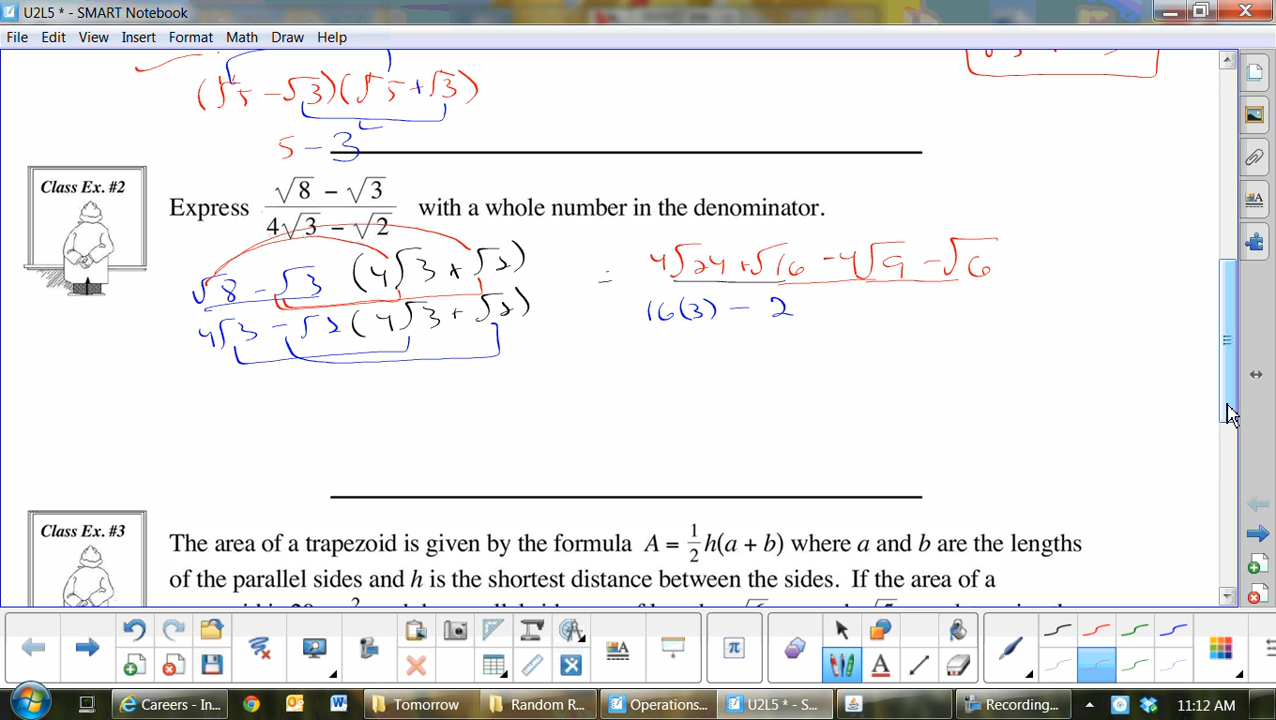 U2L5 * - SMART Notebook
File Edit View Insert Format Math Draw Help
(√5 - √3)(√5 + √3)
5 - 3
Class Ex. #2
Express (√8 - √3)/(4√3 - √2) with a whole number in the denominator.
√8 - √3 (4√3 + √2) = 4√24 + √16 - 4√9 - √6
4√3 - √2 (4√3 + √2) 16(3) - 2
Class Ex. #3
The area of a trapezoid is given by the formula A = 1/2 h(a + b) where a and b are the lengths
of the parallel sides and h is the shortest distance between the sides. If the area of a
π A
Careers - In... Tomorrow Random R... Operations... U2L5 * - S... Recording... 11:12 AM